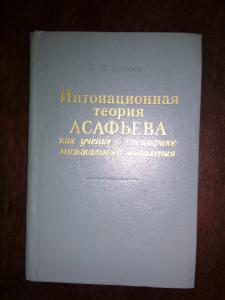 Интонационная
теория
АСАФЬЕВА
как учение о специфике
музыкального мышления